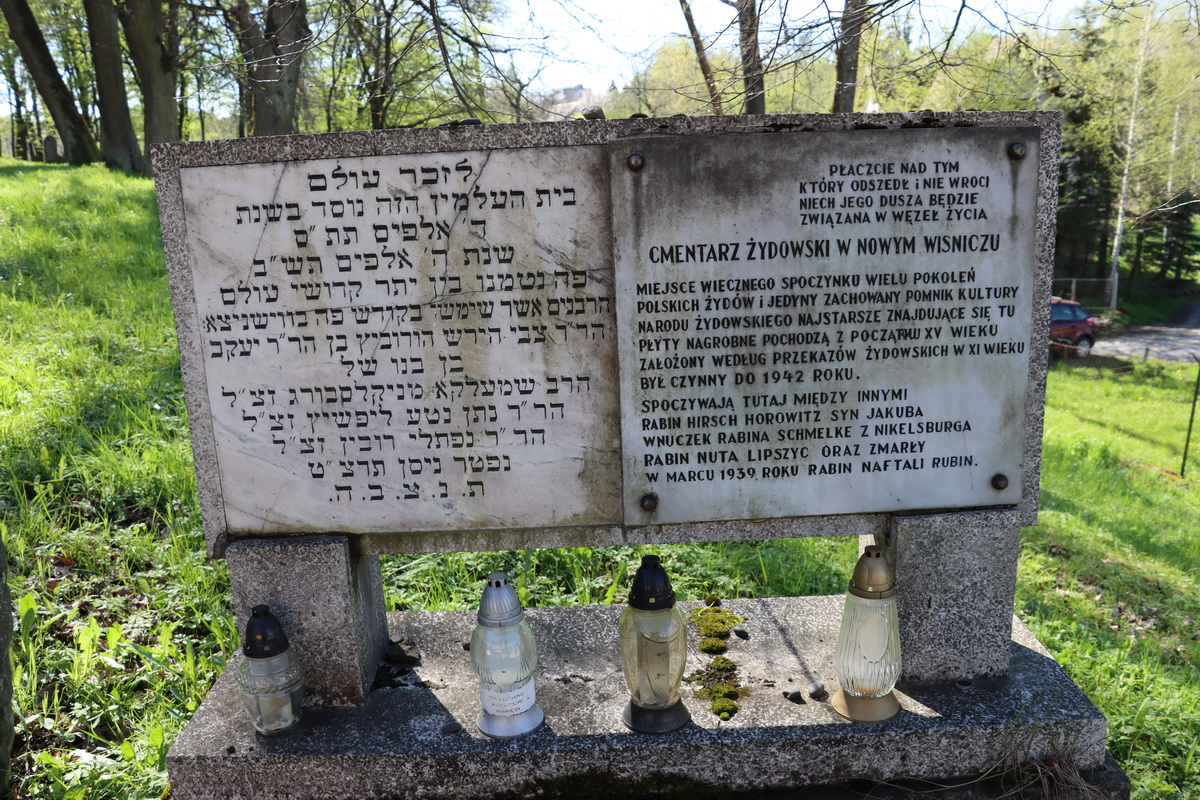 לזכר עולם
בית העלמין הזה נוסד בשנת
ה׳ אלפים תת״ם
שנת ה׳ אלפים תש״ב
פה נטמנו בין יתר קדושי עולם
הרבנים אשר שימשו בקודש פה בווישניצא
הר״ר צבי הירש הורוביץ בן הר״ר יעקב
בן בנו של
הרב שמעלקא מניקלסבורג זצ״ל
הר״ר נתן נטע ליפשיץ זצ״ל
הר״ר נפתלי רובין זצ״ל
נפטר ניסן תרצ״ט
ת. נ. צ. ב. ה.
PŁACZCIE NAD TYM
KTÓRY ODSZEDŁ i NIE WROCI
NIECH JEGO DUSZA BĘDZIE
ZWIĄZANA W WĘZEŁ ŻYCIA
CMENTARZ ŻYDOWSKI W NOWYM WISNICZU
MIEJSCE WIECZNEGO SPOCZYNKU WIELU POKOLEŃ
POLSKICH ŻYDÓW i JEDYNY ZACHOWANY POMNIK KULTURY
NARODU ŻYDOWSKIEGO NAJSTARSZE ZNAJDUJĄCE SIĘ TU
PŁYTY NAGROBNE POCHODZĄ Z POCZĄTKU XV WIEKU
ZAŁOŻONY WEDŁUG PRZEKAZÓW ŻYDOWSKICH W XI WIEKU
BYŁ CZYNNY DO 1942 ROKU.
SPOCZYWAJĄ TUTAJ MIĘDZY INNYMI
RABIN HIRSCH HOROWITZ SYN JAKUBA
WNUCZEK RABINA SCHMELKE Z NIKELSBURGA
RABIN NUTA LIPSZYC ORAZ ZMARŁY
W MARCU 1939 ROKU RABIN NAFTALI RUBIN.